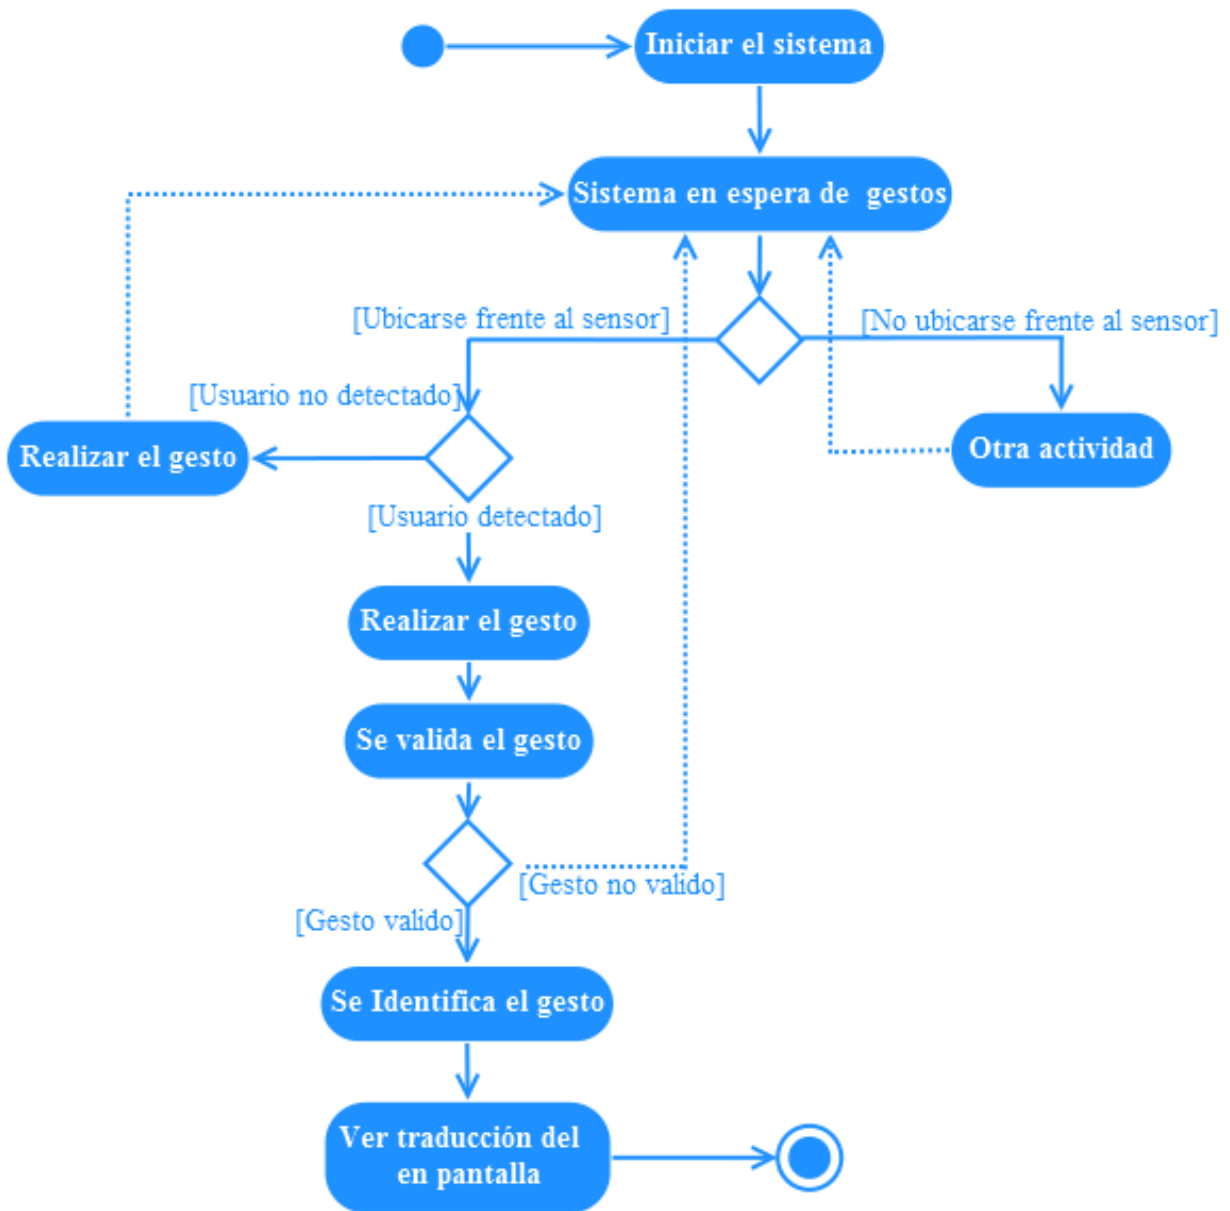 Iniciar el sistema
Sistema en espera de gestos
[Ubicarse frente al sensor]
[No ubicarse frente al sensor]
[Usuario no detectado]
Realizar el gesto
Otra actividad
[Usuario detectado]
Realizar el gesto
Se valida el gesto
[Gesto no valido]
[Gesto valido]
Se Identifica el gesto
Ver traducción del
en pantalla